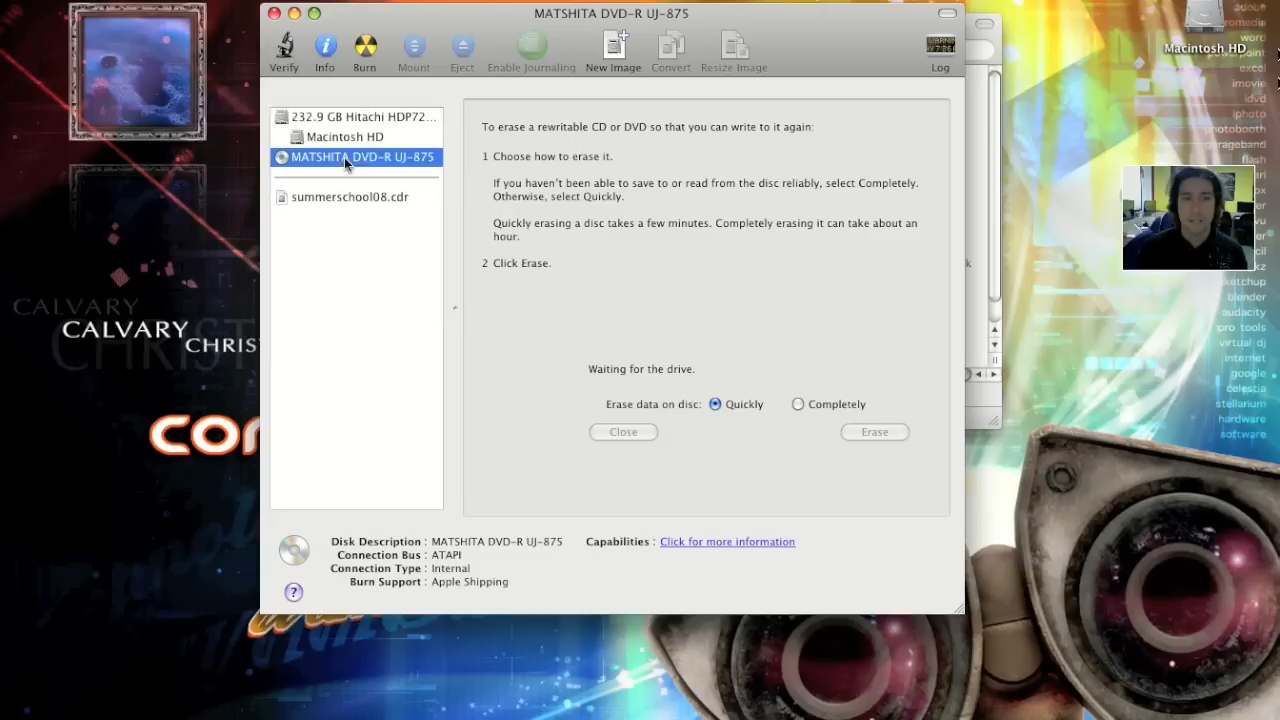 MATSHITA DVD-R UJ-875
Verify
Info
Burn
Mount
Eject
Enable Journaling
New Image
Convert
Resize Image
Log
232.9 GB Hitachi HDP72...
Macintosh HD
MATSHITA DVD-R UJ-875
summerschool08.cdr
To erase a rewritable CD or DVD so that you can write to it again:
1 Choose how to erase it.
If you haven't been able to save to or read from the disc reliably, select Completely.
Otherwise, select Quickly.
Quickly erasing a disc takes a few minutes. Completely erasing it can take about an
hour.
2 Click Erase.
Waiting for the drive.
Erase data on disc: Quickly Completely
Close
Erase
Disk Description : MATSHITA DVD-R UJ-875
Connection Bus : ATAPI
Connection Type : Internal
Burn Support : Apple Shipping
Capabilities : Click for more information
?
Macintosh HD
CALVARY
CALVARY
CHRIS
word
excel
imovie
idvd
iphoto
photobooth
garageband
flash
ketchup
blender
audacity
pro tools
virtual dj
internet
google
celestia
stellarium
hardware
software